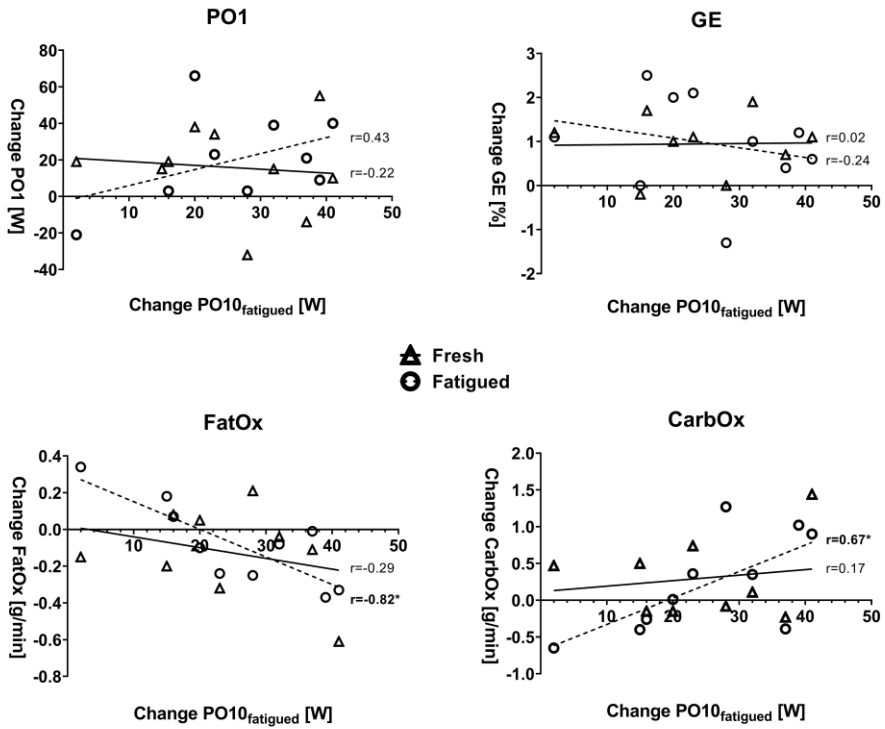 PO1
Change PO1 [W]
80
60
40
20
0
-20
-40
10
20
30
40
50
r=0.43
r=-0.22
Change PO10fatigued [W]
GE
Change GE [%]
3
2
1
0
-1
-2
10
20
30
40
50
r=0.02
r=-0.24
Change PO10fatigued [W]
Fresh
Fatigued
FatOx
Change FatOx [g/min]
0.4
0.2
0.0
-0.2
-0.4
-0.6
-0.8
10
20
30
40
50
r=-0.29
r=-0.82*
Change PO10fatigued [W]
CarbOx
Change CarbOx [g/min]
2.0
1.5
1.0
0.5
0.0
-0.5
-1.0
10
20
30
40
50
r=0.67*
r=0.17
Change PO10fatigued [W]